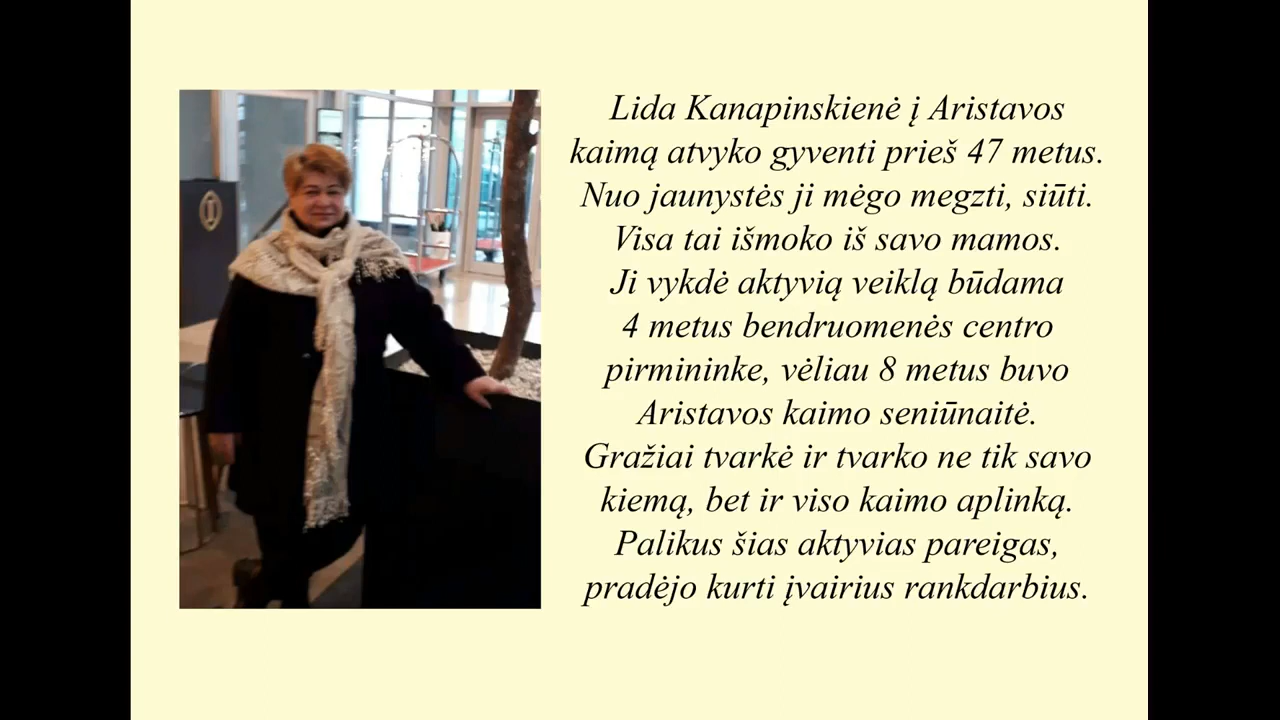 Lida Kanapinskienė į Aristavos
kaimą atvyko gyventi prieš 47 metus.
Nuo jaunystės ji mėgo megzti, siūti.
Visa tai išmoko iš savo mamos.
Ji vykdė aktyvią veiklą būdama
4 metus bendruomenės centro
pirmininke, vėliau 8 metus buvo
Aristavos kaimo seniūnaitė.
Gražiai tvarkė ir tvarko ne tik savo
kiemą, bet ir viso kaimo aplinką.
Palikus šias aktyvias pareigas,
pradėjo kurti įvairius rankdarbius.